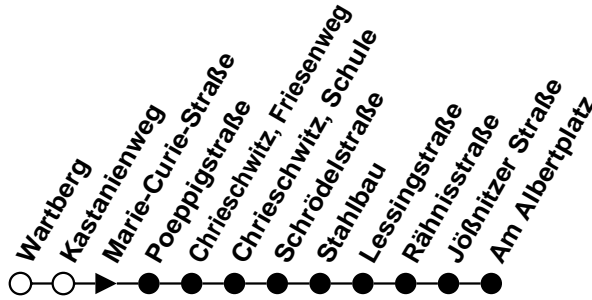 Wartberg
Kastanienweg
Marie-Curie-Straße
Poeppigstraße
Chrieschwitz, Friesenweg
Chrieschwitz, Schule
Schrödelstraße
Stahlbau
Lessingstraße
Rähnisstraße
Jößnitzer Straße
Am Albertplatz